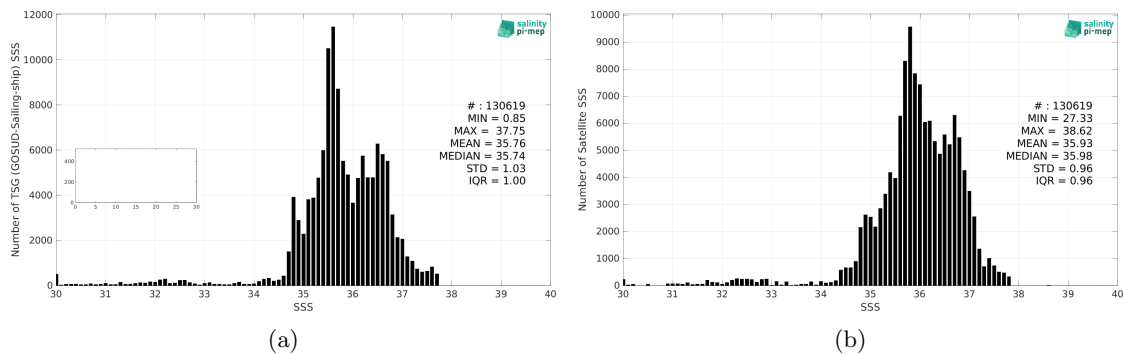 12000
10000
8000
6000
4000
2000
0
Number of TSG (GOSUD-Sailing-ship) SSS
salinity
pi-mep
# : 130619
MIN = 0.85
MAX = 37.75
MEAN = 35.76
MEDIAN = 35.74
STD = 1.03
IQR = 1.00
400
200
0
0 5 10 15 20 25 30
30 31 32 33 34 35 36 37 38 39 40
SSS
(a)
10000
9000
8000
7000
6000
5000
4000
3000
2000
1000
0
Number of Satellite SSS
salinity
pi-mep
# : 130619
MIN = 27.33
MAX = 38.62
MEAN = 35.93
MEDIAN = 35.98
STD = 0.96
IQR = 0.96
30 31 32 33 34 35 36 37 38 39 40
SSS
(b)